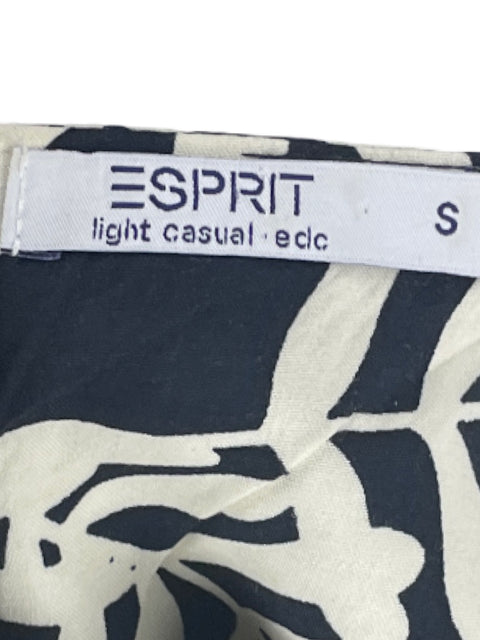 ESPRIT
light casual · edc
S